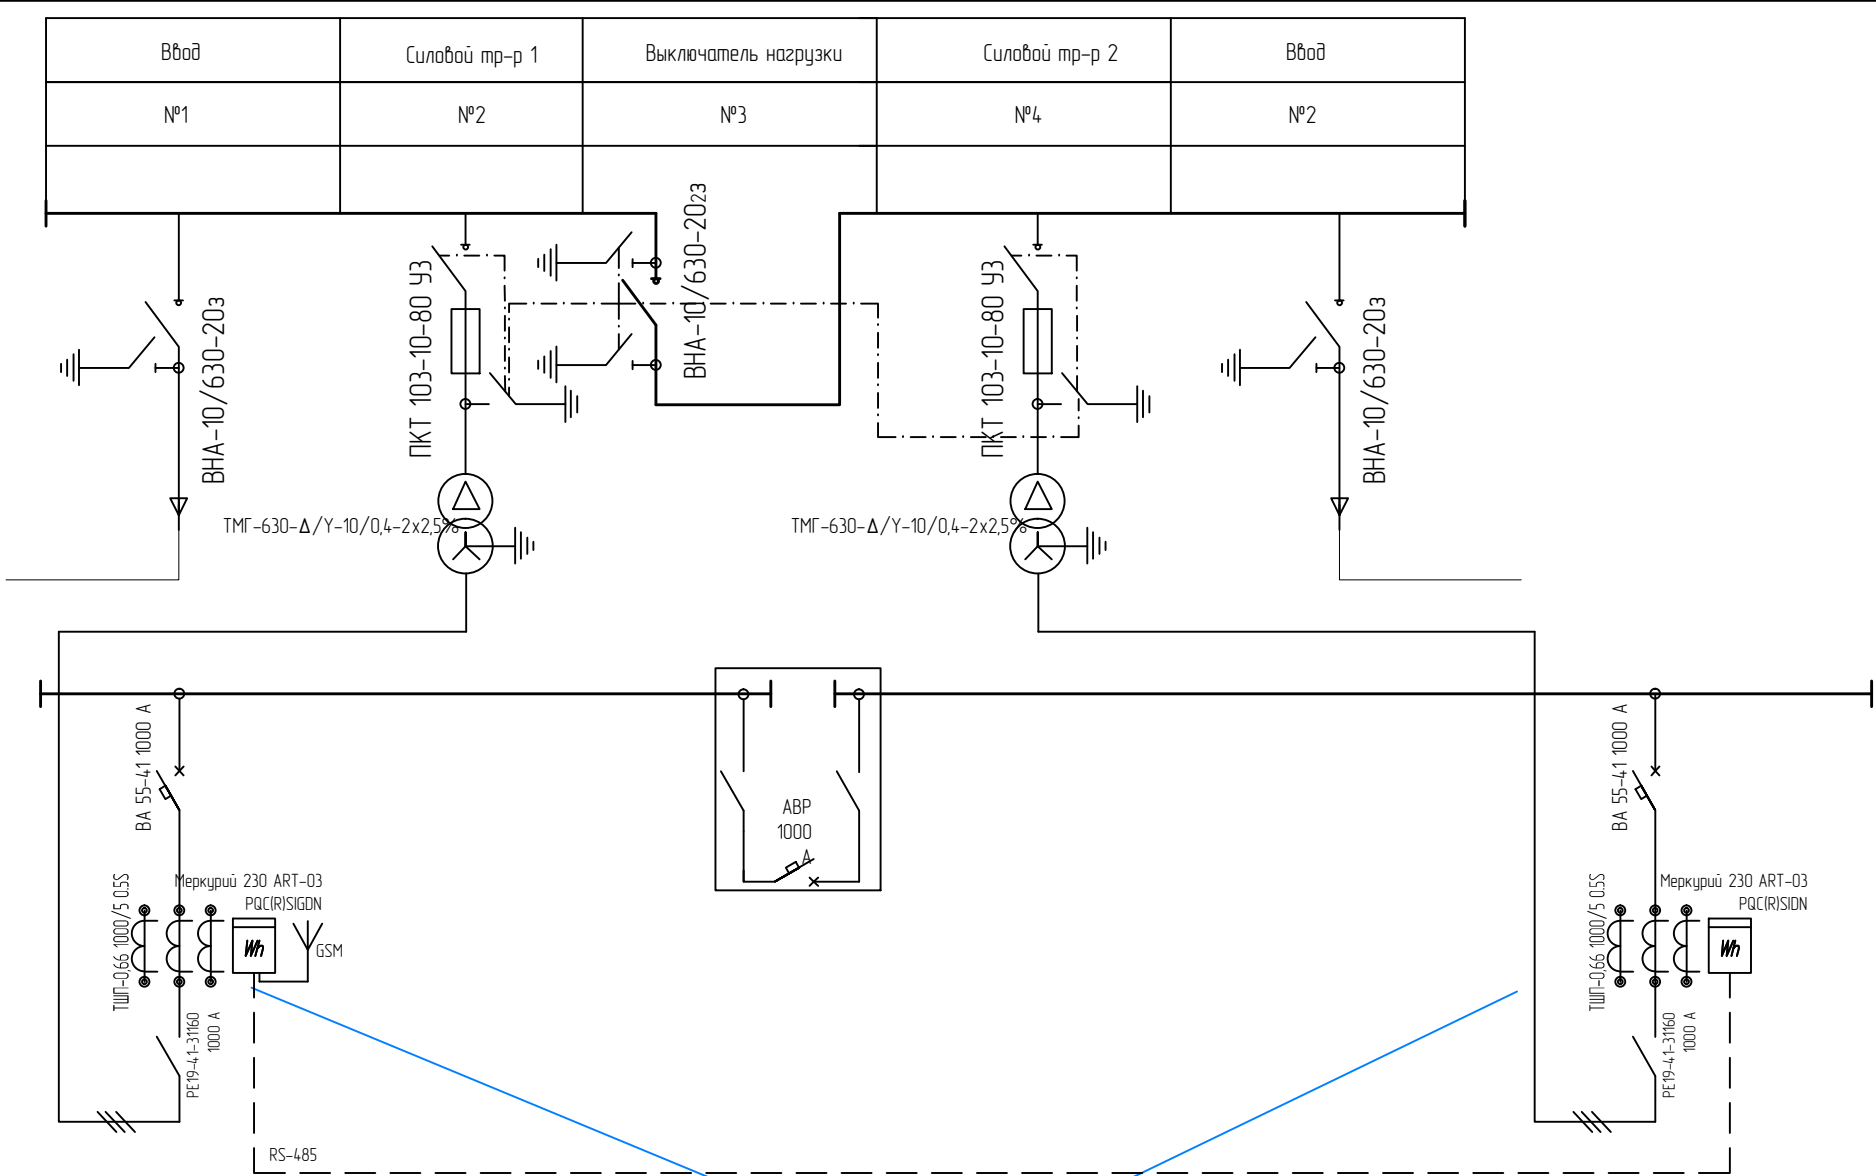 Ввод
Силовой тр-р 1
Выключатель нагрузки
Силовой тр-р 2
Ввод
№1
№2
№3
№4
№2
ВНА-10/630-20з
ПКТ 103-10-80 У3
ВНА-10/630-202з
ПКТ 103-10-80 У3
ВНА-10/630-20з
ТМГ-630-Δ/Y-10/0,4-2х2,5%
ТМГ-630-Δ/Y-10/0,4-2х2,5%
ВА 55-41 1000 А
АВР
1000
А
ВА 55-41 1000 А
ТШП-0,66 1000/5 0.5S
Меркурий 230 ART-03
PQC(R)SIGDN
Wh
GSM
ТШП-0,66 1000/5 0.5S
Меркурий 230 ART-03
PQC(R)SIDN
Wh
РЕ19-41-31160
1000 А
РЕ19-41-31160
1000 А
RS-485